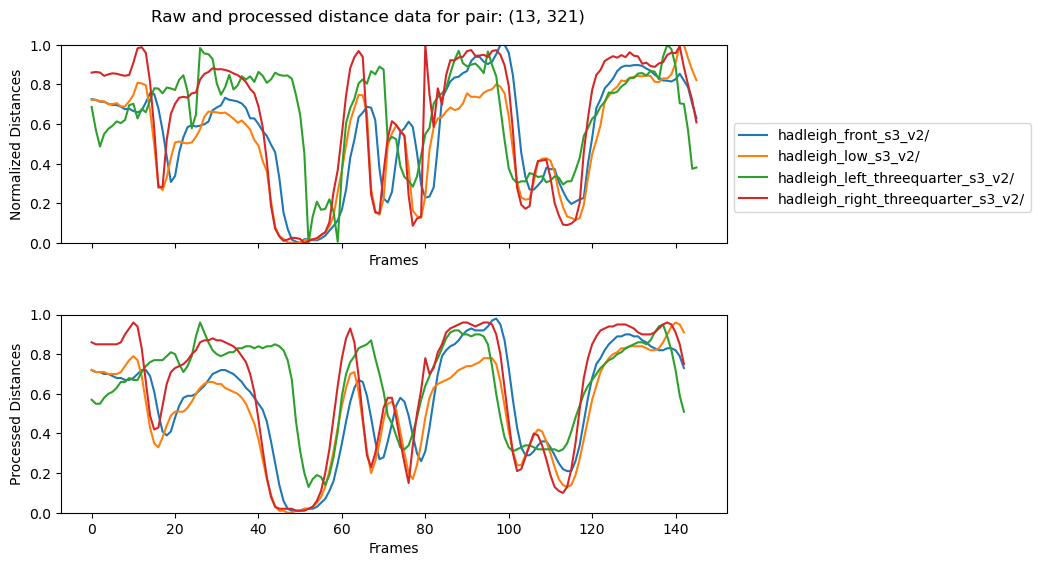 Raw and processed distance data for pair: (13, 321)
Normalized Distances
1.0
0.8
0.6
0.4
0.2
0.0
Frames
hadleigh_front_s3_v2/
hadleigh_low_s3_v2/
hadleigh_left_threequarter_s3_v2/
hadleigh_right_threequarter_s3_v2/
Processed Distances
1.0
0.8
0.6
0.4
0.2
0.0
0 20 40 60 80 100 120 140
Frames